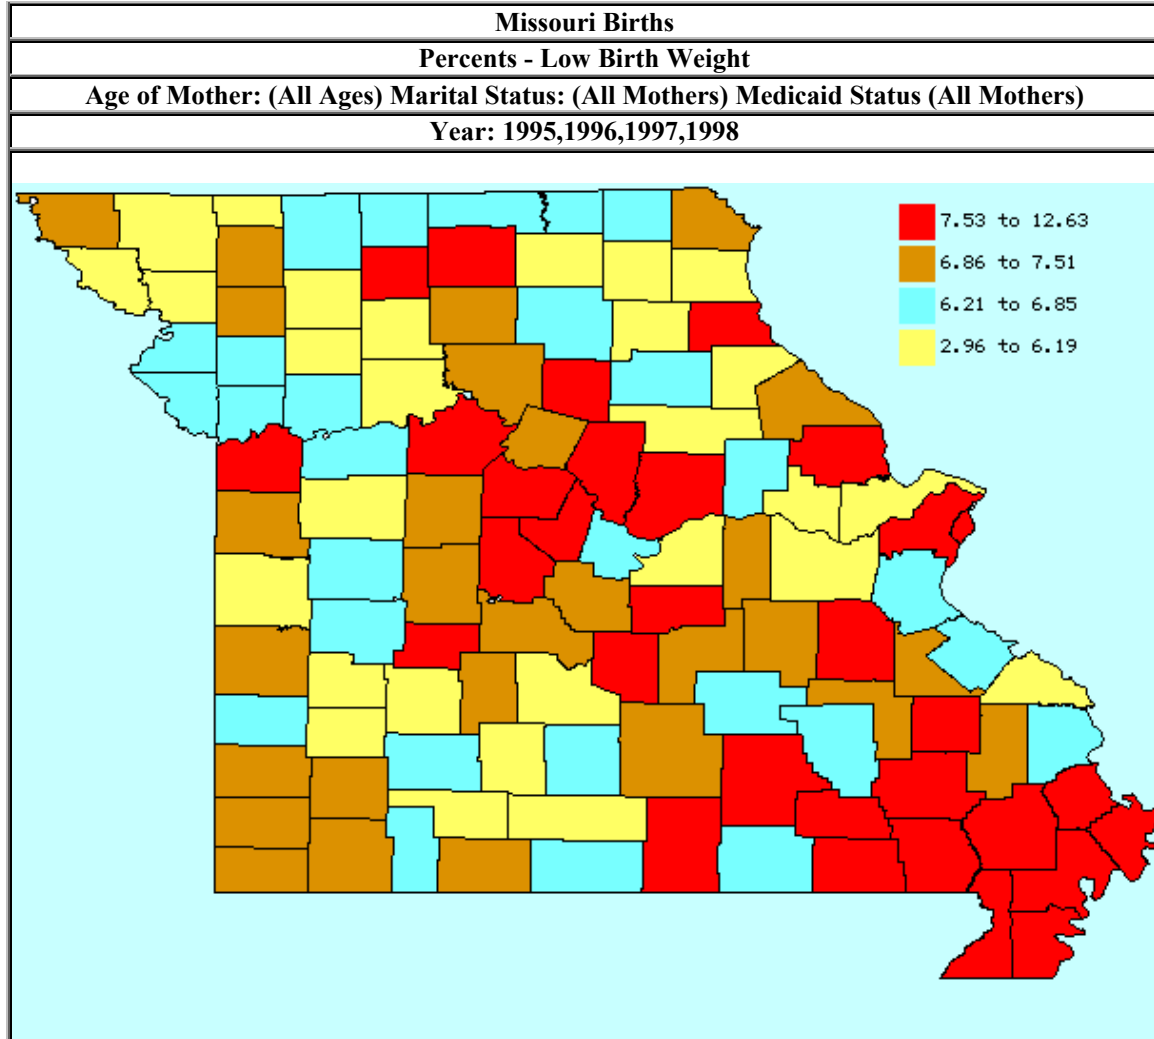 Missouri Births
Percents - Low Birth Weight
Age of Mother: (All Ages) Marital Status: (All Mothers) Medicaid Status (All Mothers)
Year: 1995,1996,1997,1998
7.53 to 12.63
6.86 to 7.51
6.21 to 6.85
2.96 to 6.19